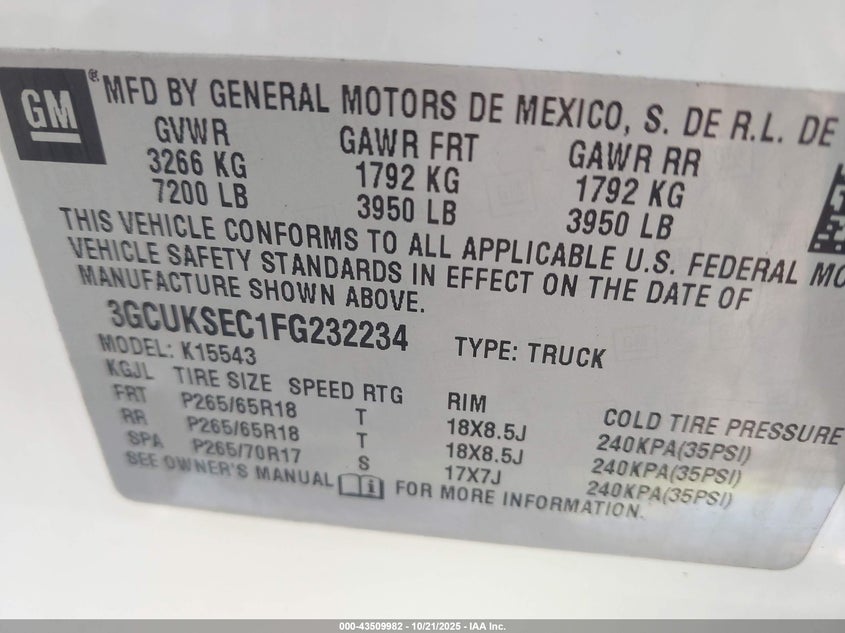 GM
® MFD BY GENERAL MOTORS DE MEXICO, S. DE R.L. DE
GVWR GAWR FRT GAWR RR
3266 KG 1792 KG 1792 KG
7200 LB 3950 LB 3950 LB
THIS VEHICLE CONFORMS TO ALL APPLICABLE U.S. FEDERAL MO
VEHICLE SAFETY STANDARDS IN EFFECT ON THE DATE OF
MANUFACTURE SHOWN ABOVE.
3GCUKSEC1FG232234 TYPE: TRUCK
MODEL: K15543
KGJL TIRE SIZE SPEED RTG RIM COLD TIRE PRESSURE
FRT P265/65R18 T 18X8.5J 240KPA(35PSI)
RR P265/65R18 T 18X8.5J 240KPA(35PSI)
SPA P265/70R17 S 17X7J 240KPA(35PSI)
SEE OWNER'S MANUAL FOR MORE INFORMATION.
000-43509982 - 10/21/2025 - IAA Inc.